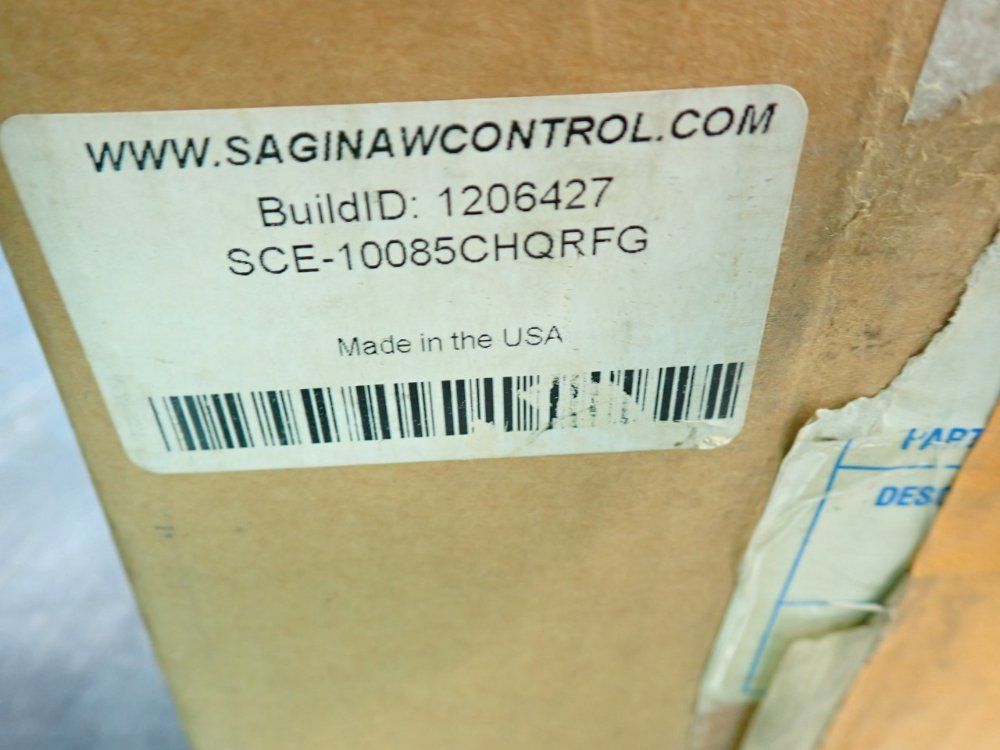 WWW.SAGINAWCONTROL.COM
BuildID: 1206427
SCE-10085CHQRFG
Made in the USA
PART
DESC